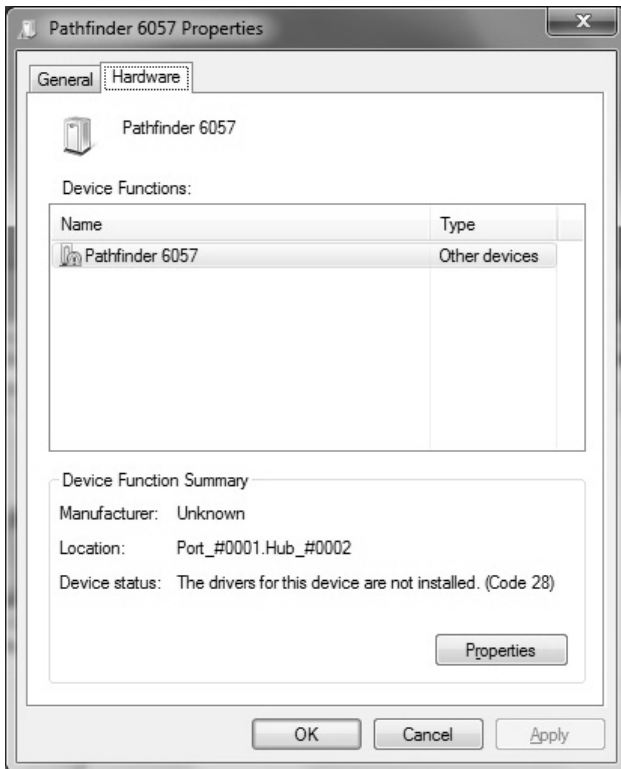 Pathfinder 6057 Properties
x
General Hardware
Pathfinder 6057
Device Functions:
Name Type
Pathfinder 6057 Other devices
Device Function Summary
Manufacturer: Unknown
Location: Port_#0001.Hub_#0002
Device status: The drivers for this device are not installed. (Code 28)
Properties
OK Cancel Apply